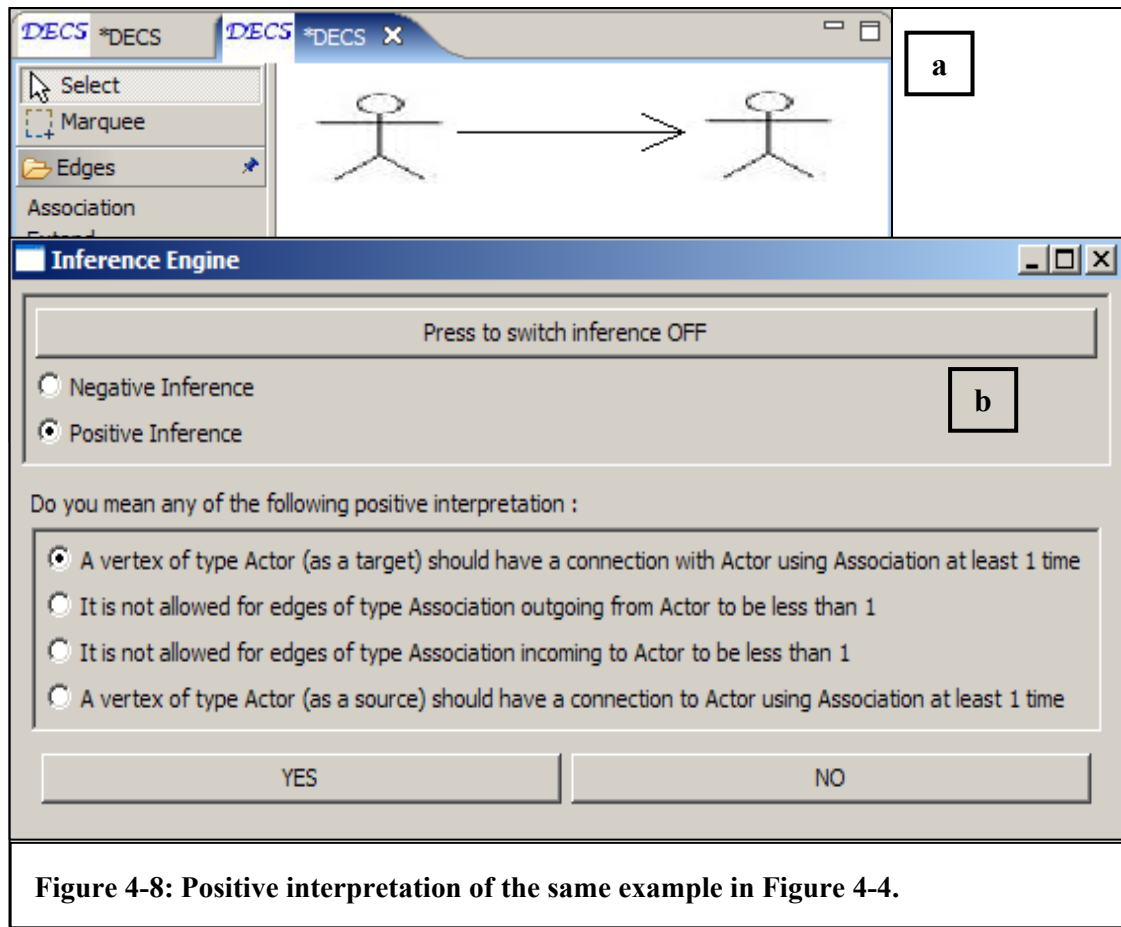 DECS *DECS DECS *DECS
a
Select
Marquee
Edges
Association
Extend
Inference Engine
Press to switch inference OFF
Negative Inference
b
Positive Inference
Do you mean any of the following positive interpretation :
A vertex of type Actor (as a target) should have a connection with Actor using Association at least 1 time
It is not allowed for edges of type Association outgoing from Actor to be less than 1
It is not allowed for edges of type Association incoming to Actor to be less than 1
A vertex of type Actor (as a source) should have a connection to Actor using Association at least 1 time
YES NO
Figure 4-8: Positive interpretation of the same example in Figure 4-4.